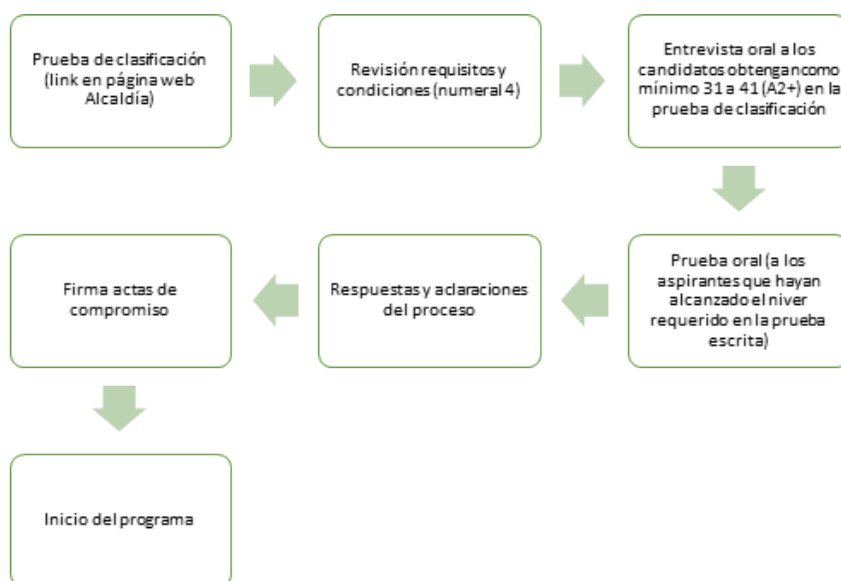 Prueba de clasificación
(link en página web
Alcaldía)
Revisión requisitos y
condiciones (numeral 4)
Entrevista oral a los
candidatos obtengan como
mínimo 31 a 41 (A2+) en la
prueba de clasificación
Prueba oral (a los
aspirantes que hayan
alcanzado el niver
requerido en la prueba
escrita)
Respuestas y aclaraciones
del proceso
Firma actas de
compromiso
Inicio del programa